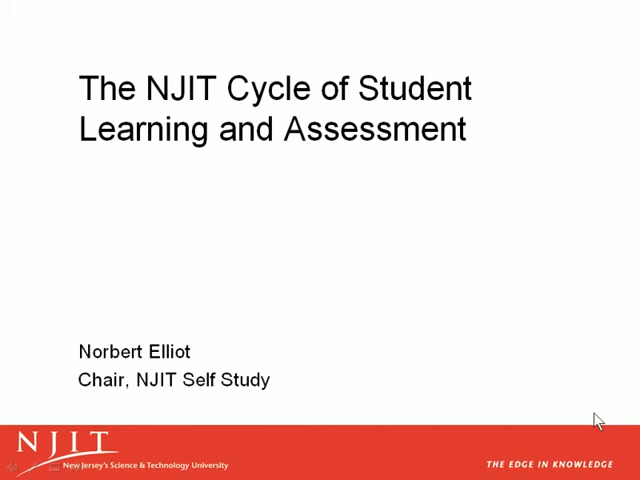 The NJIT Cycle of Student
Learning and Assessment
Norbert Elliot
Chair, NJIT Self Study
NJIT
New Jersey's Science & Technology University
THE EDGE IN KNOWLEDGE